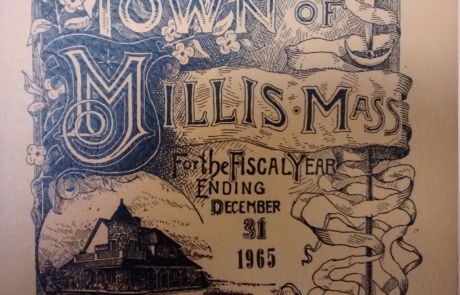 TOWN OF
MILLIS · MASS
For the FISCAL YEAR
ENDING
DECEMBER
31
1965